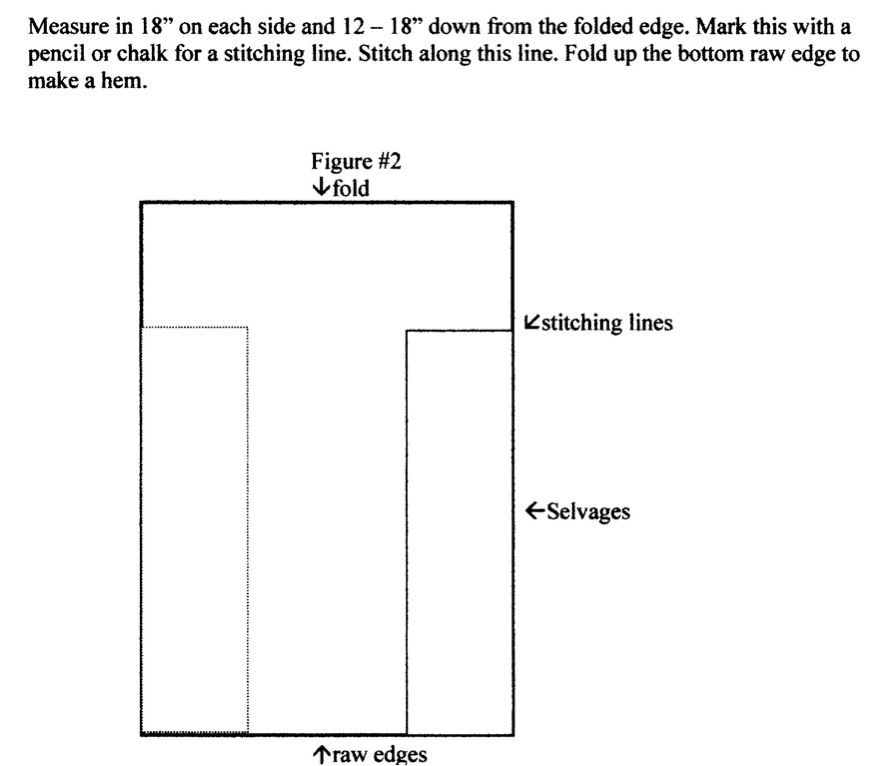 Measure in 18” on each side and 12 – 18” down from the folded edge. Mark this with a
pencil or chalk for a stitching line. Stitch along this line. Fold up the bottom raw edge to
make a hem.
Figure #2
↓fold
↙stitching lines
←Selvages
↑raw edges